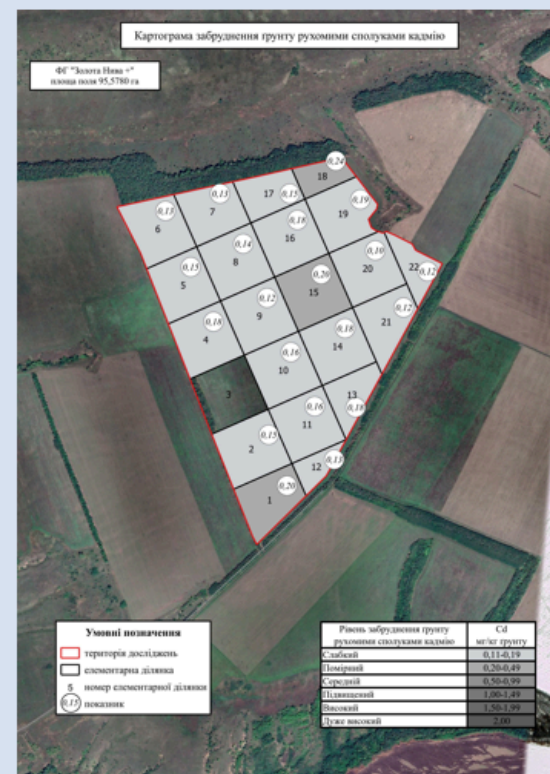 Картограма забруднення ґрунту рухомими сполуками кадмію
ФГ "Золота Нива +"
площа поля 95,5780 га
0,24
18
0,13
7
17
0,15
0,19
19
0,13
6
0,18
16
0,14
8
0,10
20
0,15
5
22
0,12
0,20
15
0,12
9
0,12
21
0,18
4
0,18
14
0,16
10
3
13
0,18
0,16
11
0,15
2
0,13
12
0,20
1
Умовні позначення
територія досліджень
елементарна ділянка
5 номер елементарної ділянки
0,15 показник
Рівень забруднення ґрунту Cd
рухомими сполуками кадмію мг/кг ґрунту
Слабкий 0,11-0,19
Помірний 0,20-0,49
Середній 0,50-0,99
Підвищений 1,00-1,49
Високий 1,50-1,99
Дуже високий 2,00